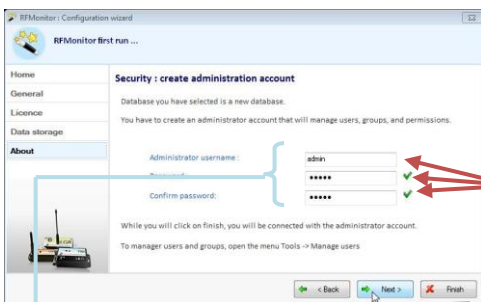 RFMonitor : Configuration wizard
RFMonitor first run ...
Home
General
Licence
Data storage
About
Security : create administration account
Database you have selected is a new database.
You have to create an administrator account that will manage users, groups, and permissions.
Administrator username :
admin
•••••
Confirm password:
•••••
While you will click on finish, you will be connected with the administrator account.
To manager users and groups, open the menu Tools -> Manage users
< Back
Next >
Finish